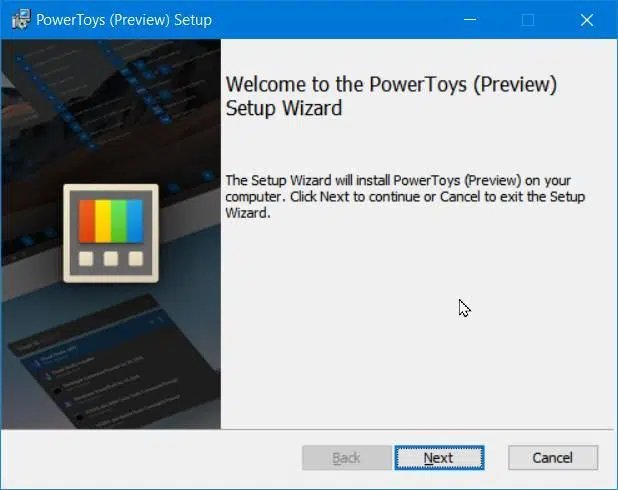 PowerToys (Preview) Setup
Welcome to the PowerToys (Preview)
Setup Wizard
The Setup Wizard will install PowerToys (Preview) on your
computer. Click Next to continue or Cancel to exit the Setup
Wizard.
Back
Next
Cancel